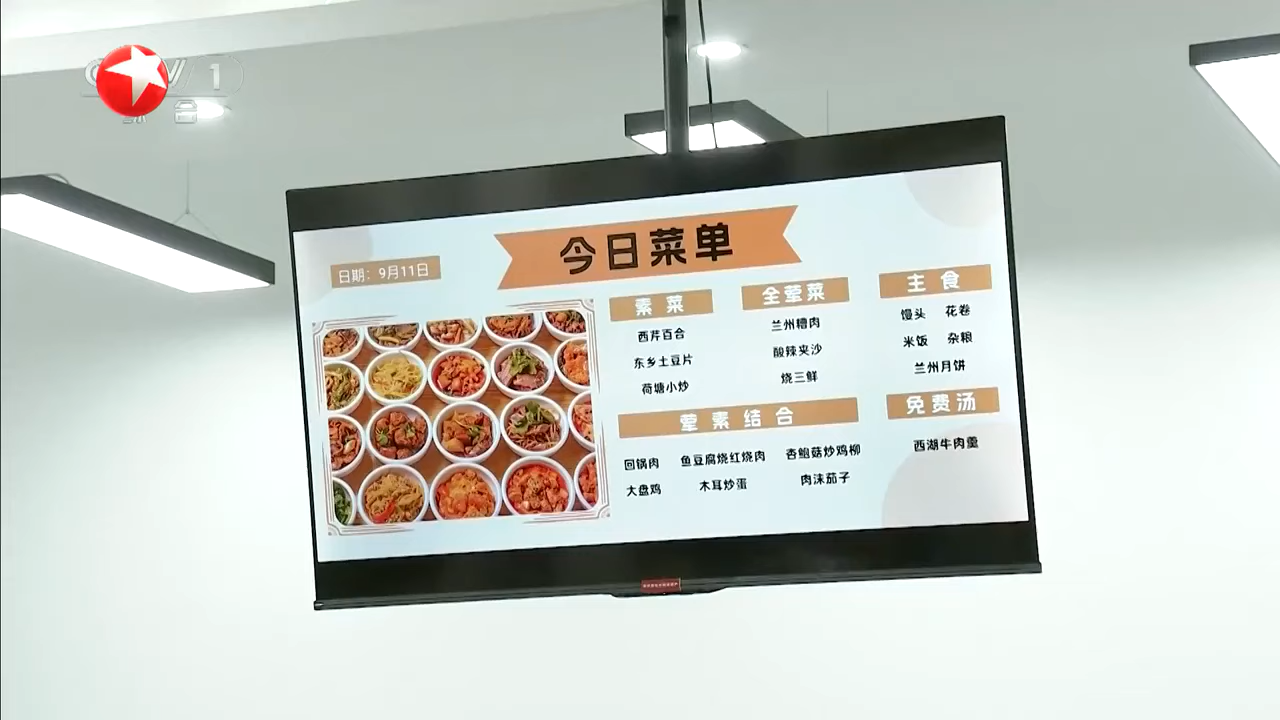 1
今日菜单
日期：9月11日
素菜
西芹百合
东乡土豆片
荷塘小炒
全荤菜
兰州糟肉
酸辣夹沙
烧三鲜
主食
馒头 花卷
米饭 杂粮
兰州月饼
荤素结合
回锅肉 鱼豆腐烧红烧肉 杏鲍菇炒鸡柳
大盘鸡 木耳炒蛋 肉沫茄子
免费汤
西湖牛肉羹